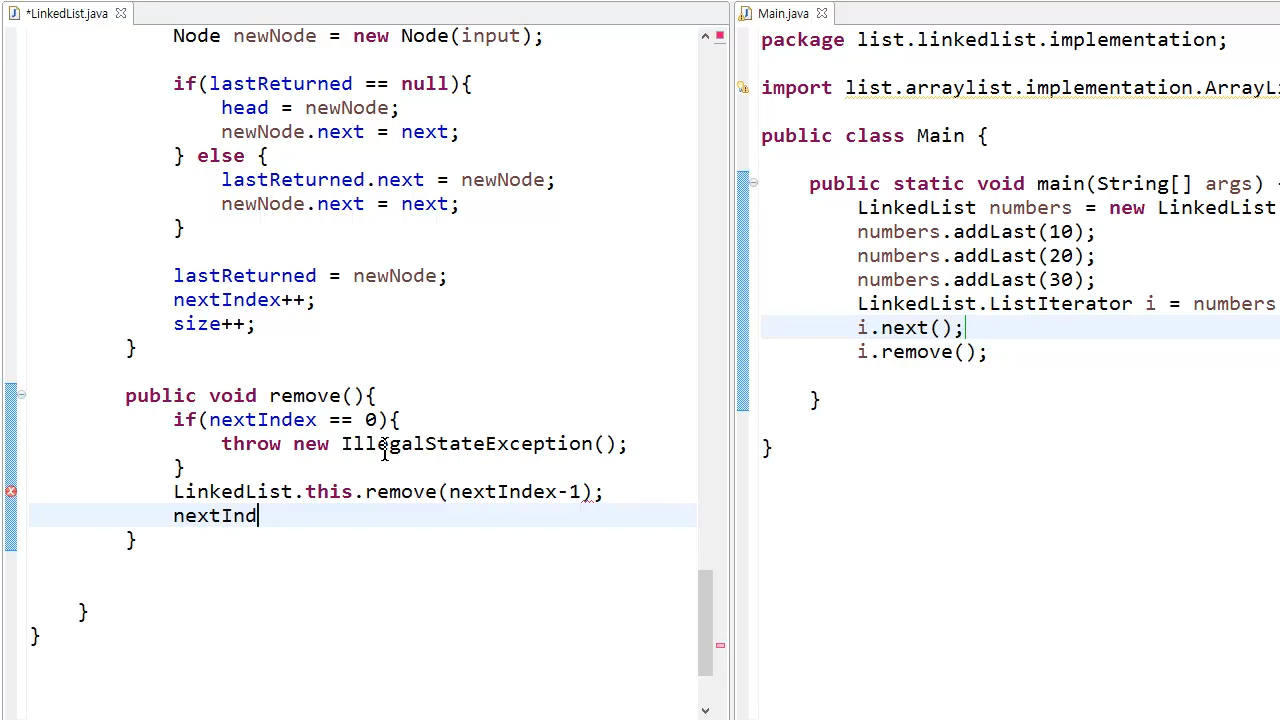 *LinkedList.java
Node newNode = new Node(input);
if(lastReturned == null){
head = newNode;
newNode.next = next;
} else {
lastReturned.next = newNode;
newNode.next = next;
}
lastReturned = newNode;
nextIndex++;
size++;
}
public void remove(){
if(nextIndex == 0){
throw new IllegalStateException();
}
LinkedList.this.remove(nextIndex-1);
nextInd
}
}
}
Main.java
package list.linkedlist.implementation;
import list.arraylist.implementation.ArrayLi
public class Main {
public static void main(String[] args) {
LinkedList numbers = new LinkedList
numbers.addLast(10);
numbers.addLast(20);
numbers.addLast(30);
LinkedList.ListIterator i = numbers
i.next();
i.remove();
}
}